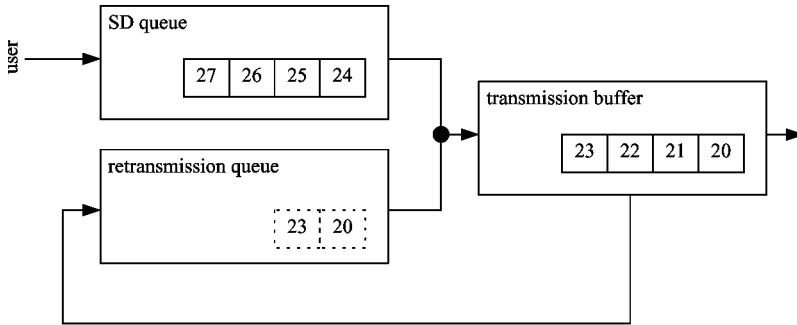 SD queue
user
27 26 25 24
transmission buffer
23 22 21 20
retransmission queue
23 20